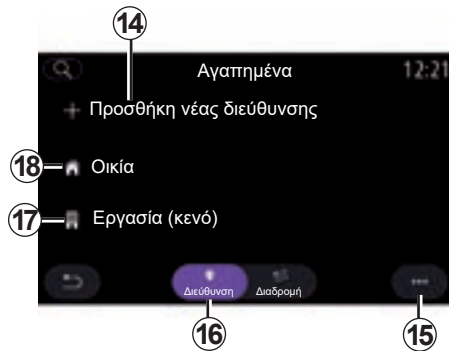 14
Αγαπημένα 12:21
Προσθήκη νέας διεύθυνσης
18 Οικία
17 Εργασία (κενό)
Διεύθυνση Διαδρομή
16 15